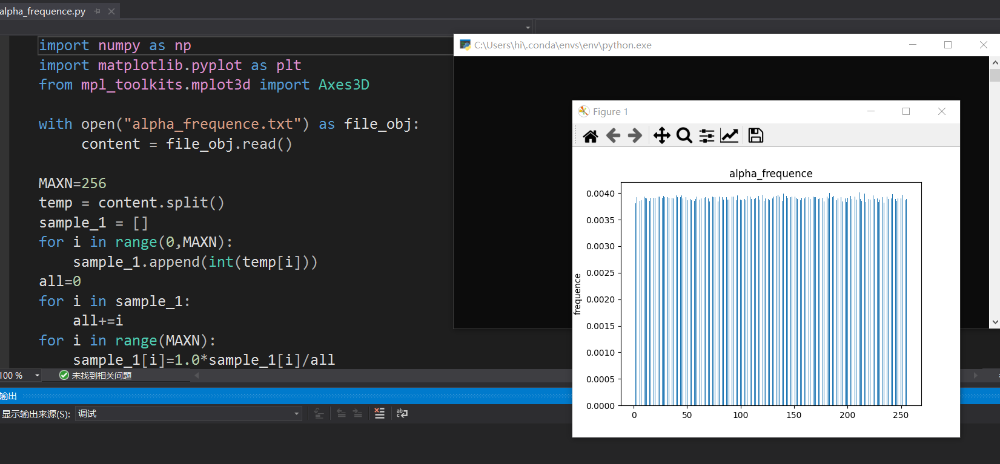 alpha_frequence.py
import numpy as np
import matplotlib.pyplot as plt
from mpl_toolkits.mplot3d import Axes3D
with open("alpha_frequence.txt") as file_obj:
content = file_obj.read()
MAXN=256
temp = content.split()
sample_1 = []
for i in range(0,MAXN):
sample_1.append(int(temp[i]))
all=0
for i in sample_1:
all+=i
for i in range(MAXN):
sample_1[i]=1.0*sample_1[i]/all
100 %
未找到相关问题
输出
显示输出来源(S):
调试
C:\Users\hi\.conda\envs\env\python.exe
Figure 1
alpha_frequence
0.0040
0.0035
0.0030
0.0025
0.0020
0.0015
0.0010
0.0005
0.0000
frequence
0 50 100 150 200 250